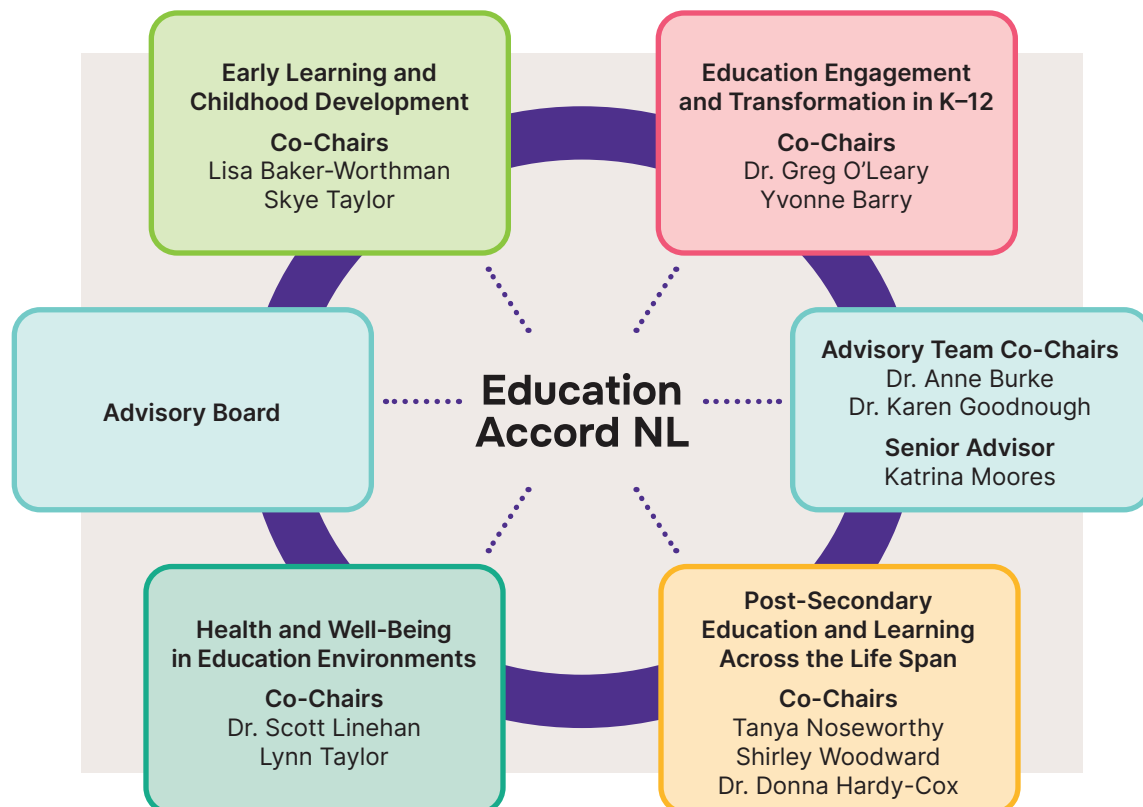 Early Learning and
Childhood Development
Co-Chairs
Lisa Baker-Worthman
Skye Taylor
Education Engagement
and Transformation in K–12
Co-Chairs
Dr. Greg O’Leary
Yvonne Barry
Advisory Board
Education
Accord NL
Advisory Team Co-Chairs
Dr. Anne Burke
Dr. Karen Goodnough
Senior Advisor
Katrina Moores
Health and Well-Being
in Education Environments
Co-Chairs
Dr. Scott Linehan
Lynn Taylor
Post-Secondary
Education and Learning
Across the Life Span
Co-Chairs
Tanya Noseworthy
Shirley Woodward
Dr. Donna Hardy-Cox